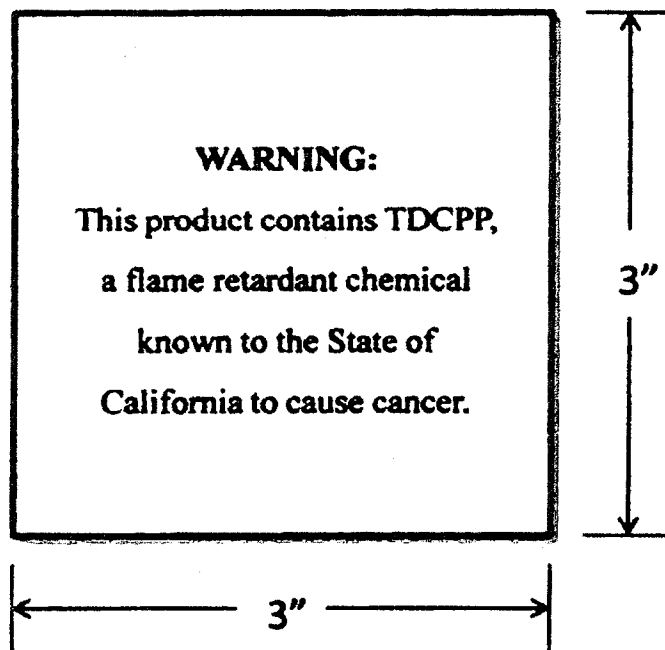 WARNING:
This product contains TDCPP,
a flame retardant chemical
known to the State of
California to cause cancer.
3"
3"